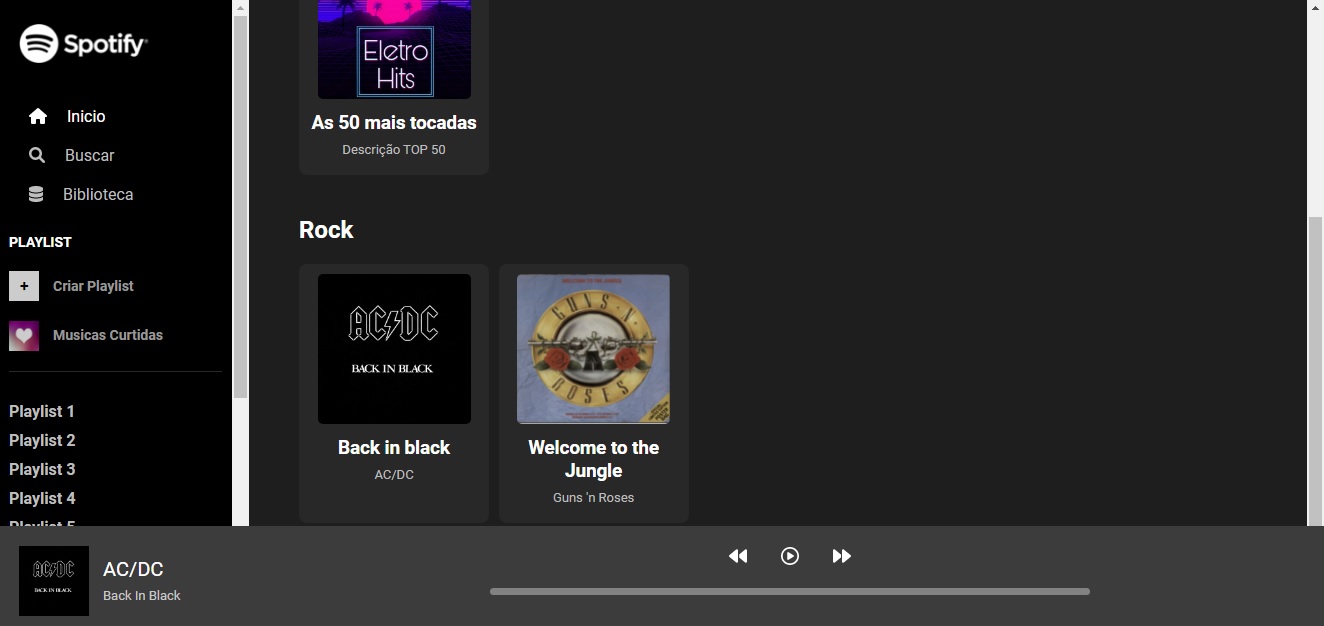 Spotify
Inicio
Buscar
Biblioteca
PLAYLIST
+
Criar Playlist
Musicas Curtidas
Playlist 1
Playlist 2
Playlist 3
Playlist 4
Playlist 5
Eletro
Hits
As 50 mais tocadas
Descrição TOP 50
Rock
AC/DC
BACK IN BLACK
Back in black
AC/DC
GUNS N'
ROSES
Welcome to the
Jungle
Guns 'n Roses
AC/DC
BACK IN BLACK
AC/DC
Back In Black